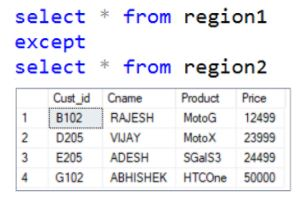 select * from region1
except
select * from region2
Cust_id Cname Product Price
1 B102 RAJESH MotoG 12499
2 D205 VIJAY MotoX 23999
3 E205 ADESH SGalS3 24499
4 G102 ABHISHEK HTCOne 50000